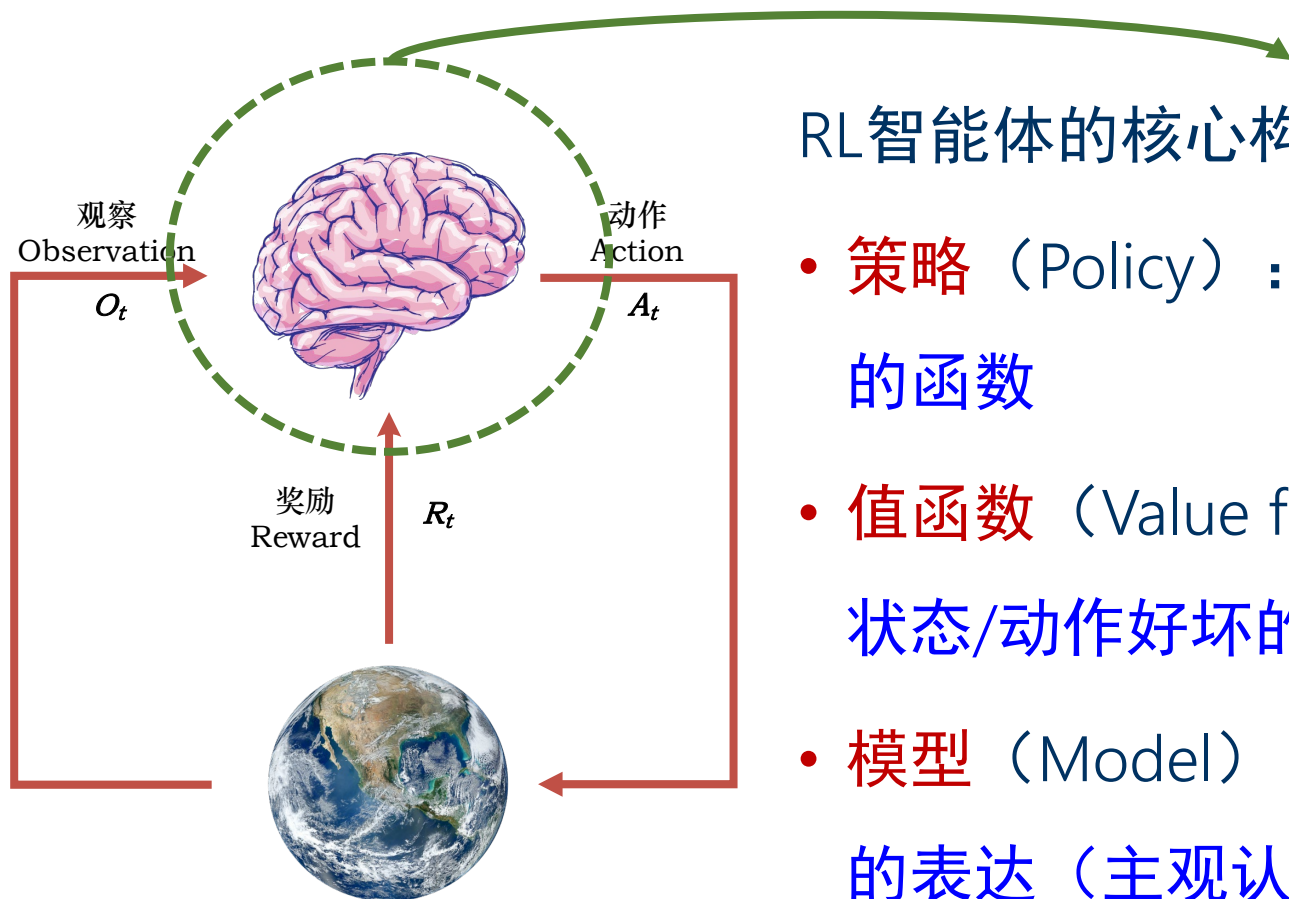 观察
Observation
Oₜ
动作
Action
Aₜ
奖励
Reward
Rₜ
RL智能体的核心构
• 策略（Policy）：
的函数
• 值函数（Value f
状态/动作好坏的
• 模型（Model）
的表达（主观认